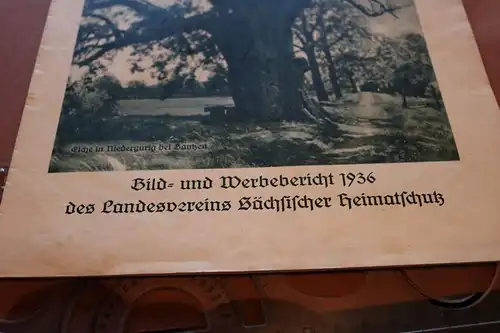 Eiche in Niedergurig bei Bautzen
Bild- und Werbebericht 1936
des Landesvereins Sächsischer Heimatschutz